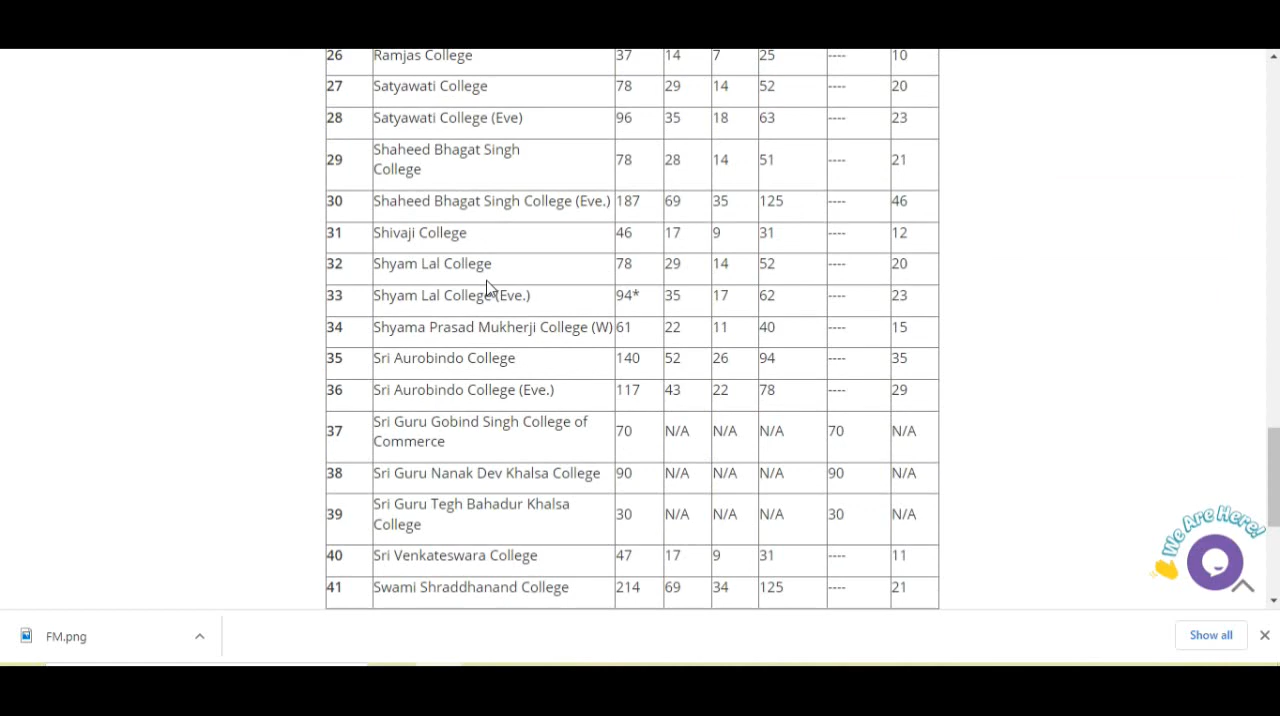 26 Ramjas College 37 14 7 25 ---- 10
27 Satyawati College 78 29 14 52 ---- 20
28 Satyawati College (Eve) 96 35 18 63 ---- 23
29 Shaheed Bhagat Singh College 78 28 14 51 ---- 21
30 Shaheed Bhagat Singh College (Eve.) 187 69 35 125 ---- 46
31 Shivaji College 46 17 9 31 ---- 12
32 Shyam Lal College 78 29 14 52 ---- 20
33 Shyam Lal College (Eve.) 94* 35 17 62 ---- 23
34 Shyama Prasad Mukherji College (W) 61 22 11 40 ---- 15
35 Sri Aurobindo College 140 52 26 94 ---- 35
36 Sri Aurobindo College (Eve.) 117 43 22 78 ---- 29
37 Sri Guru Gobind Singh College of Commerce 70 N/A N/A N/A 70 N/A
38 Sri Guru Nanak Dev Khalsa College 90 N/A N/A N/A 90 N/A
39 Sri Guru Tegh Bahadur Khalsa College 30 N/A N/A N/A 30 N/A
40 Sri Venkateswara College 47 17 9 31 ---- 11
41 Swami Shraddhanand College 214 69 34 125 ---- 21
We Are Here!
FM.png
Show all